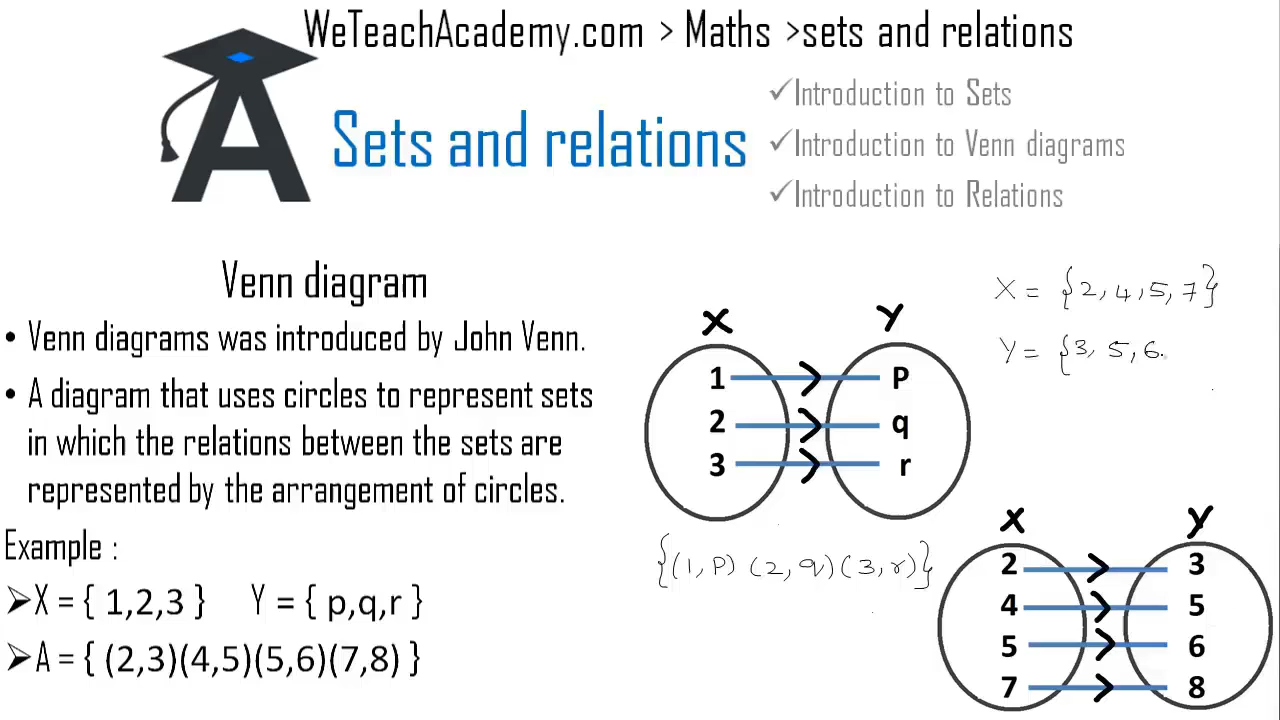 WeTeachAcademy.com > Maths >sets and relations
A
Sets and relations
✓Introduction to Sets
✓Introduction to Venn diagrams
✓Introduction to Relations
Venn diagram
• Venn diagrams was introduced by John Venn.
• A diagram that uses circles to represent sets
in which the relations between the sets are
represented by the arrangement of circles.
Example :
➢X = { 1,2,3 } Y = { p,q,r }
➢A = { (2,3)(4,5)(5,6)(7,8) }
X Y
1 P
2 q
3 r
{(1, P) (2, q) (3, r)}
X = {2, 4, 5, 7}
Y = {3, 5, 6.
X Y
2 3
4 5
5 6
7 8